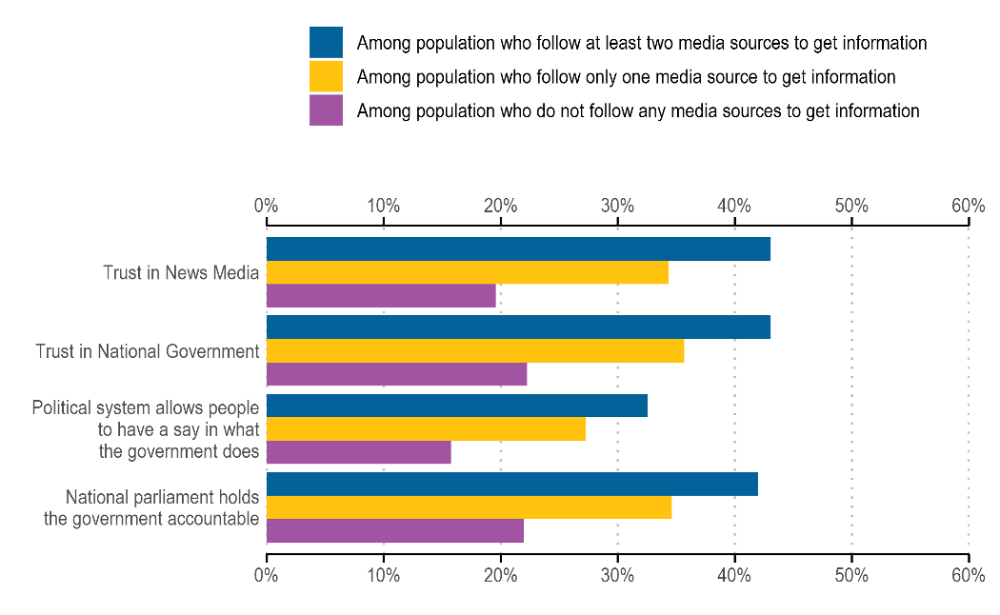 Among population who follow at least two media sources to get information
Among population who follow only one media source to get information
Among population who do not follow any media sources to get information
0% 10% 20% 30% 40% 50% 60%
Trust in News Media
Trust in National Government
Political system allows people
to have a say in what
the government does
National parliament holds
the government accountable
0% 10% 20% 30% 40% 50% 60%